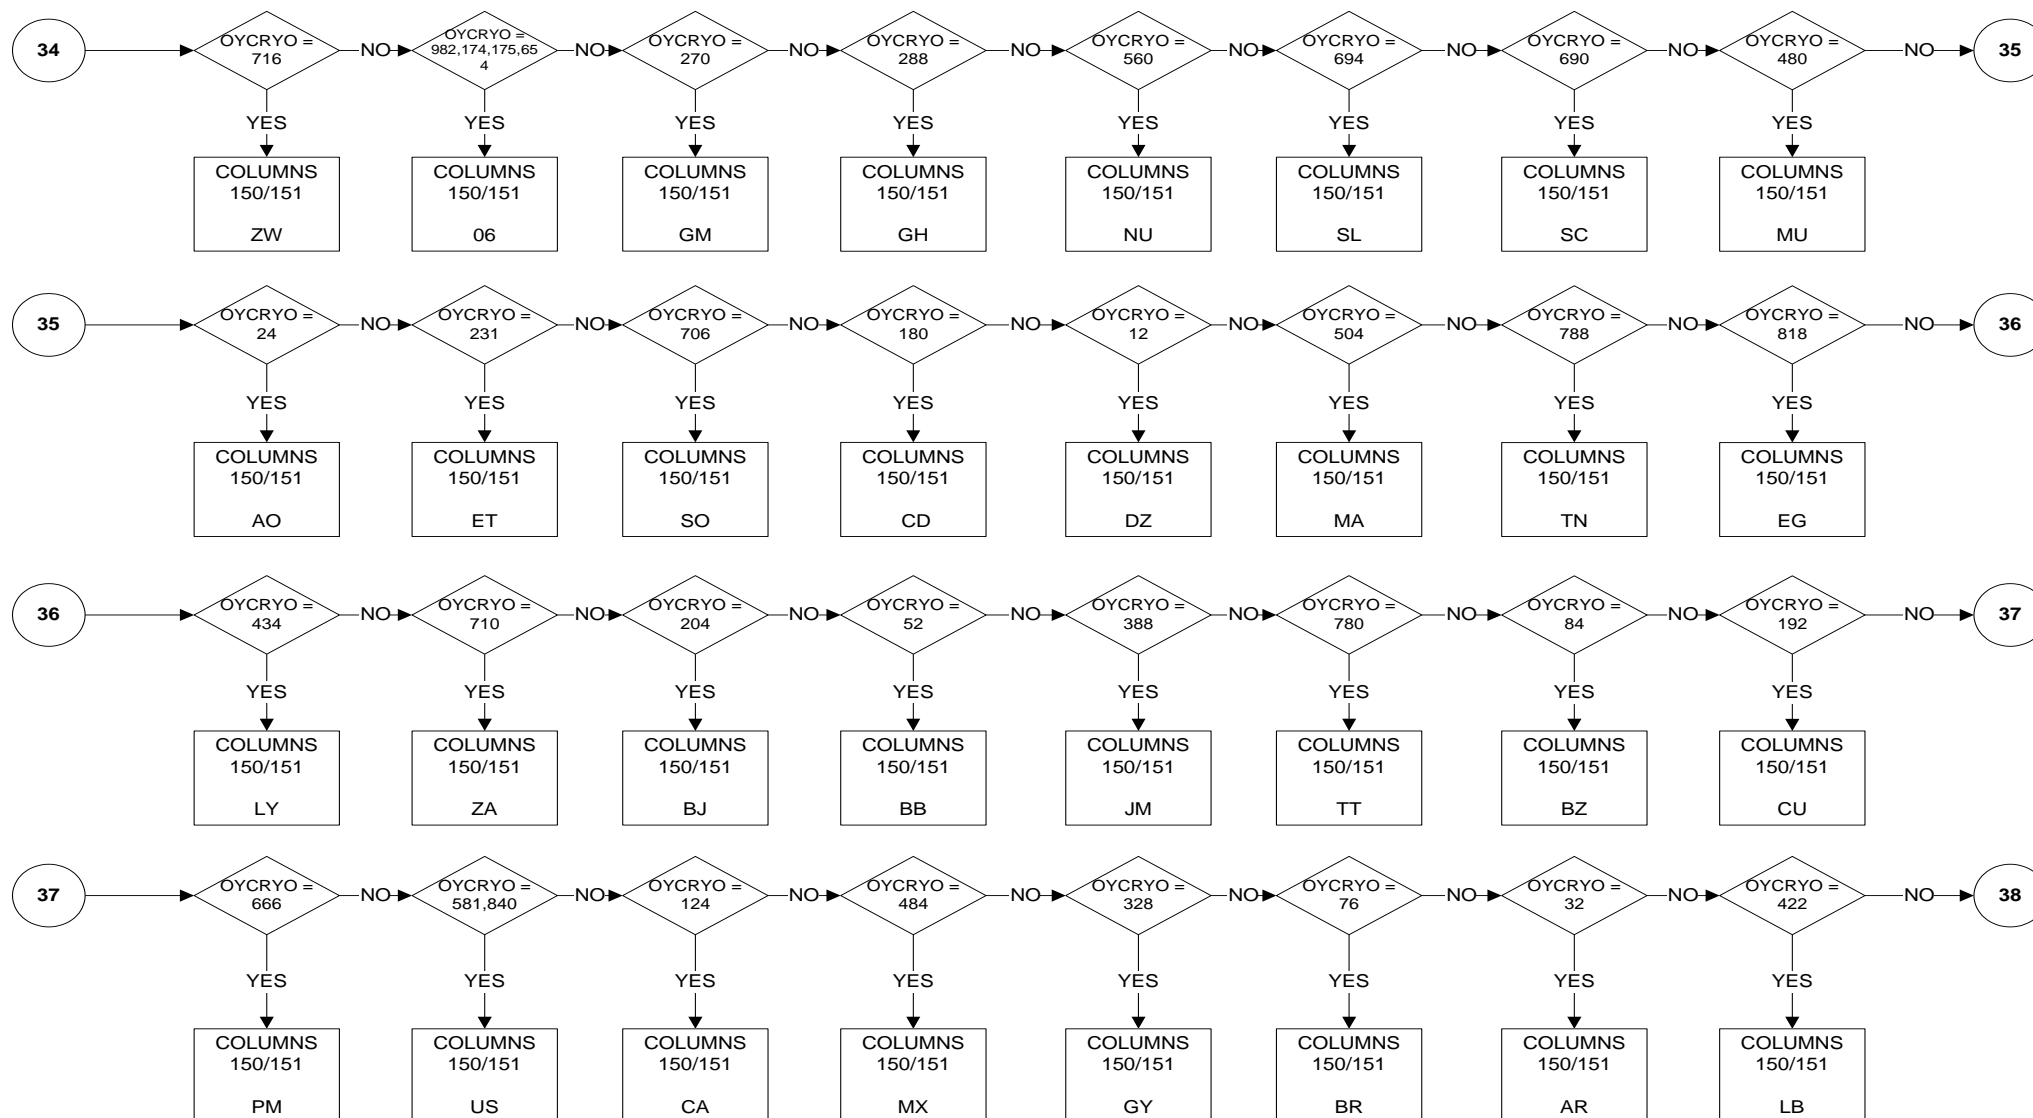 34
OYCRYO =
716
NO
OYCRYO =
982,174,175,65
4
NO
OYCRYO =
270
NO
OYCRYO =
288
NO
OYCRYO =
560
NO
OYCRYO =
694
NO
OYCRYO =
690
NO
OYCRYO =
480
NO
35
YES
YES
YES
YES
YES
YES
YES
YES
COLUMNS
150/151
ZW
COLUMNS
150/151
06
COLUMNS
150/151
GM
COLUMNS
150/151
GH
COLUMNS
150/151
NU
COLUMNS
150/151
SL
COLUMNS
150/151
SC
COLUMNS
150/151
MU
35
OYCRYO =
24
NO
OYCRYO =
231
NO
OYCRYO =
706
NO
OYCRYO =
180
NO
OYCRYO =
12
NO
OYCRYO =
504
NO
OYCRYO =
788
NO
OYCRYO =
818
NO
36
YES
YES
YES
YES
YES
YES
YES
YES
COLUMNS
150/151
AO
COLUMNS
150/151
ET
COLUMNS
150/151
SO
COLUMNS
150/151
CD
COLUMNS
150/151
DZ
COLUMNS
150/151
MA
COLUMNS
150/151
TN
COLUMNS
150/151
EG
36
OYCRYO =
434
NO
OYCRYO =
710
NO
OYCRYO =
204
NO
OYCRYO =
52
NO
OYCRYO =
388
NO
OYCRYO =
780
NO
OYCRYO =
84
NO
OYCRYO =
192
NO
37
YES
YES
YES
YES
YES
YES
YES
YES
COLUMNS
150/151
LY
COLUMNS
150/151
ZA
COLUMNS
150/151
BJ
COLUMNS
150/151
BB
COLUMNS
150/151
JM
COLUMNS
150/151
TT
COLUMNS
150/151
BZ
COLUMNS
150/151
CU
37
OYCRYO =
666
NO
OYCRYO =
581,840
NO
OYCRYO =
124
NO
OYCRYO =
484
NO
OYCRYO =
328
NO
OYCRYO =
76
NO
OYCRYO =
32
NO
OYCRYO =
422
NO
38
YES
YES
YES
YES
YES
YES
YES
YES
COLUMNS
150/151
PM
COLUMNS
150/151
US
COLUMNS
150/151
CA
COLUMNS
150/151
MX
COLUMNS
150/151
GY
COLUMNS
150/151
BR
COLUMNS
150/151
AR
COLUMNS
150/151
LB